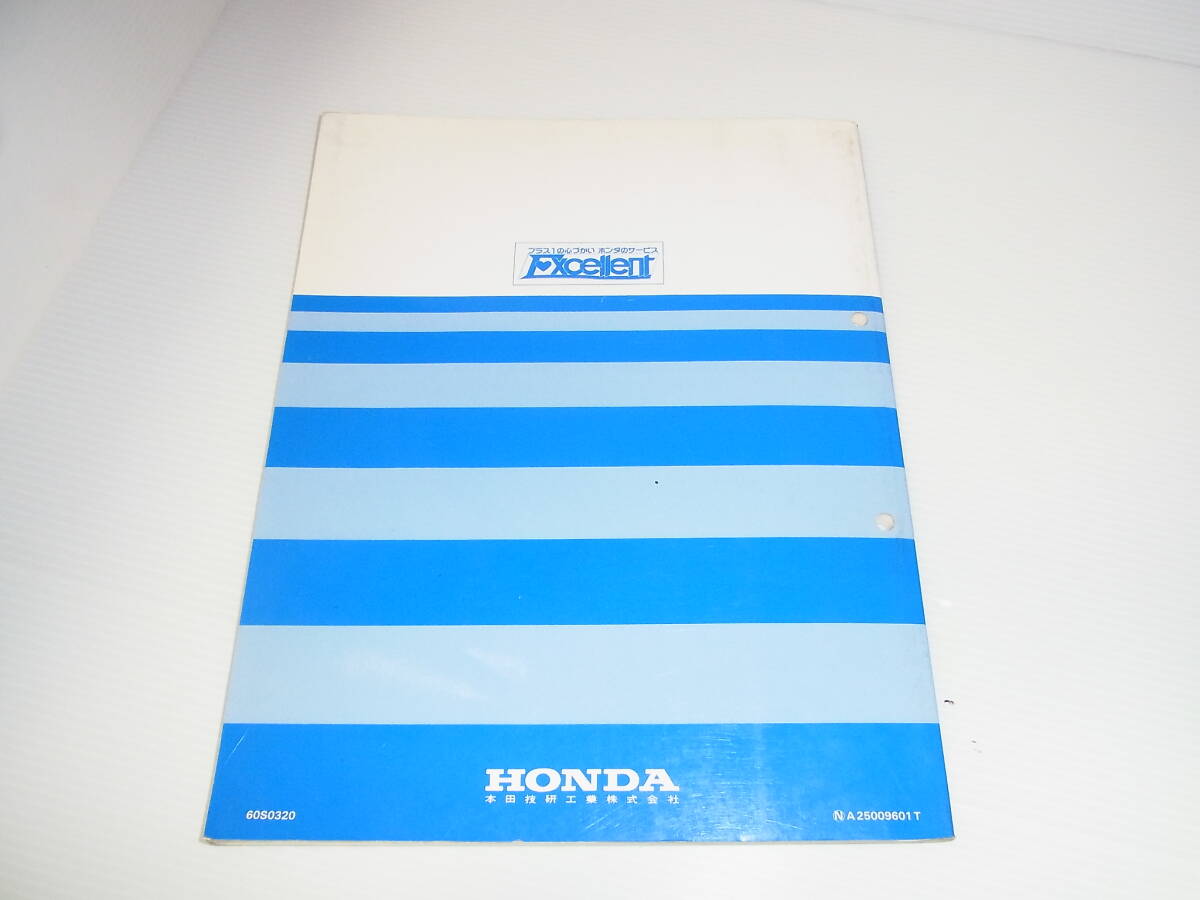 プラス1の心づかい ホンダのサービス
Excellent
HONDA
本田技研工業株式会社
60S0320
Ⓝ A25009601T